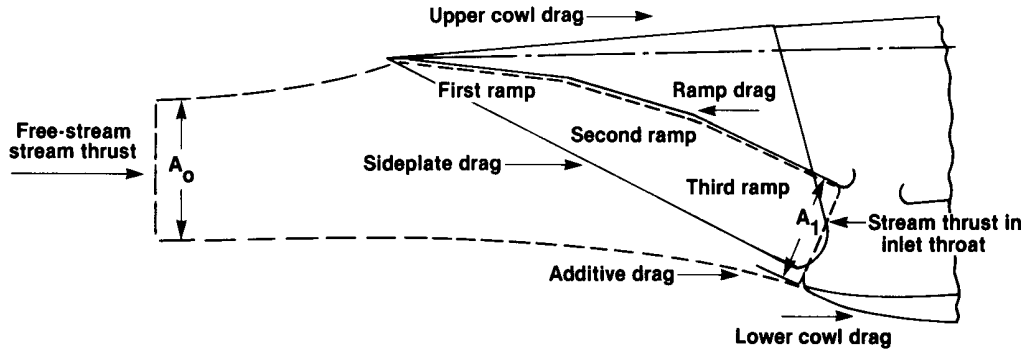 Upper cowl drag
First ramp
Ramp drag
Free-stream
stream thrust
A₀
Second ramp
Sideplate drag
Third ramp
A₁
Stream thrust in
inlet throat
Additive drag
Lower cowl drag